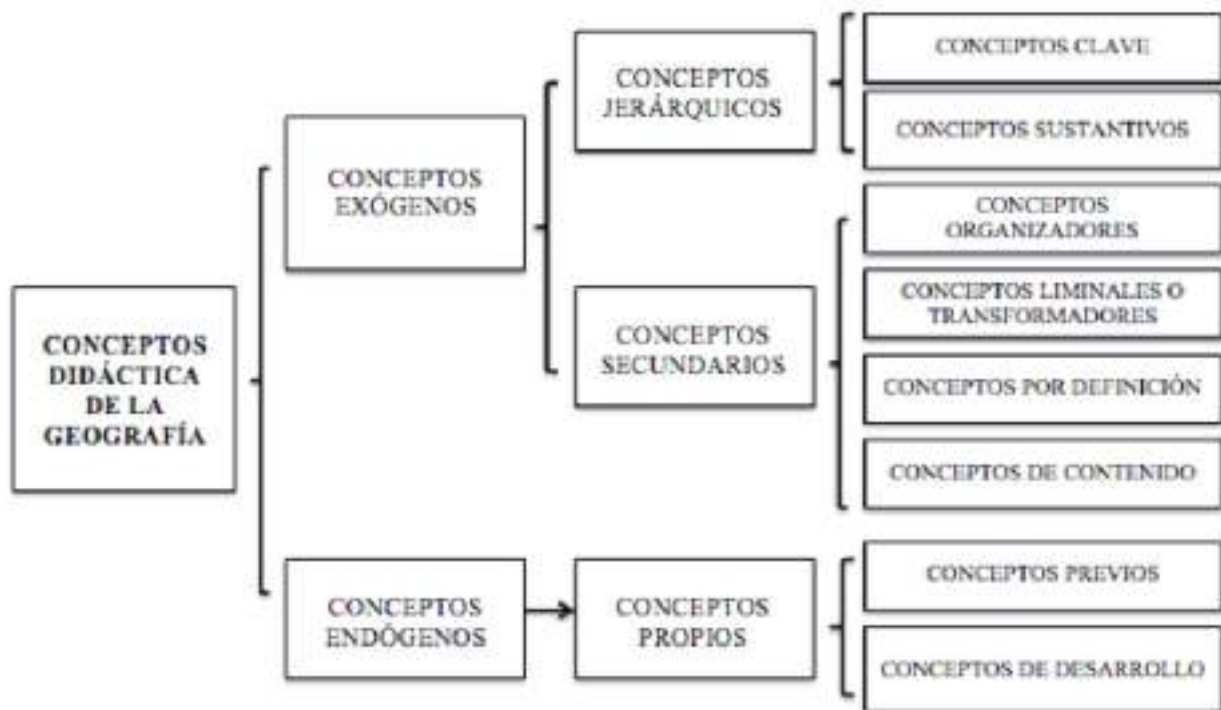 CONCEPTOS
DIDÁCTICA
DE LA
GEOGRAFÍA
CONCEPTOS
EXÓGENOS
CONCEPTOS
JERÁRQUICOS
CONCEPTOS CLAVE
CONCEPTOS SUSTANTIVOS
CONCEPTOS
SECUNDARIOS
CONCEPTOS
ORGANIZADORES
CONCEPTOS LIMINALES O
TRANSFORMADORES
CONCEPTOS POR DEFINICIÓN
CONCEPTOS DE CONTENIDO
CONCEPTOS
ENDÓGENOS
CONCEPTOS
PROPIOS
CONCEPTOS PREVIOS
CONCEPTOS DE DESARROLLO